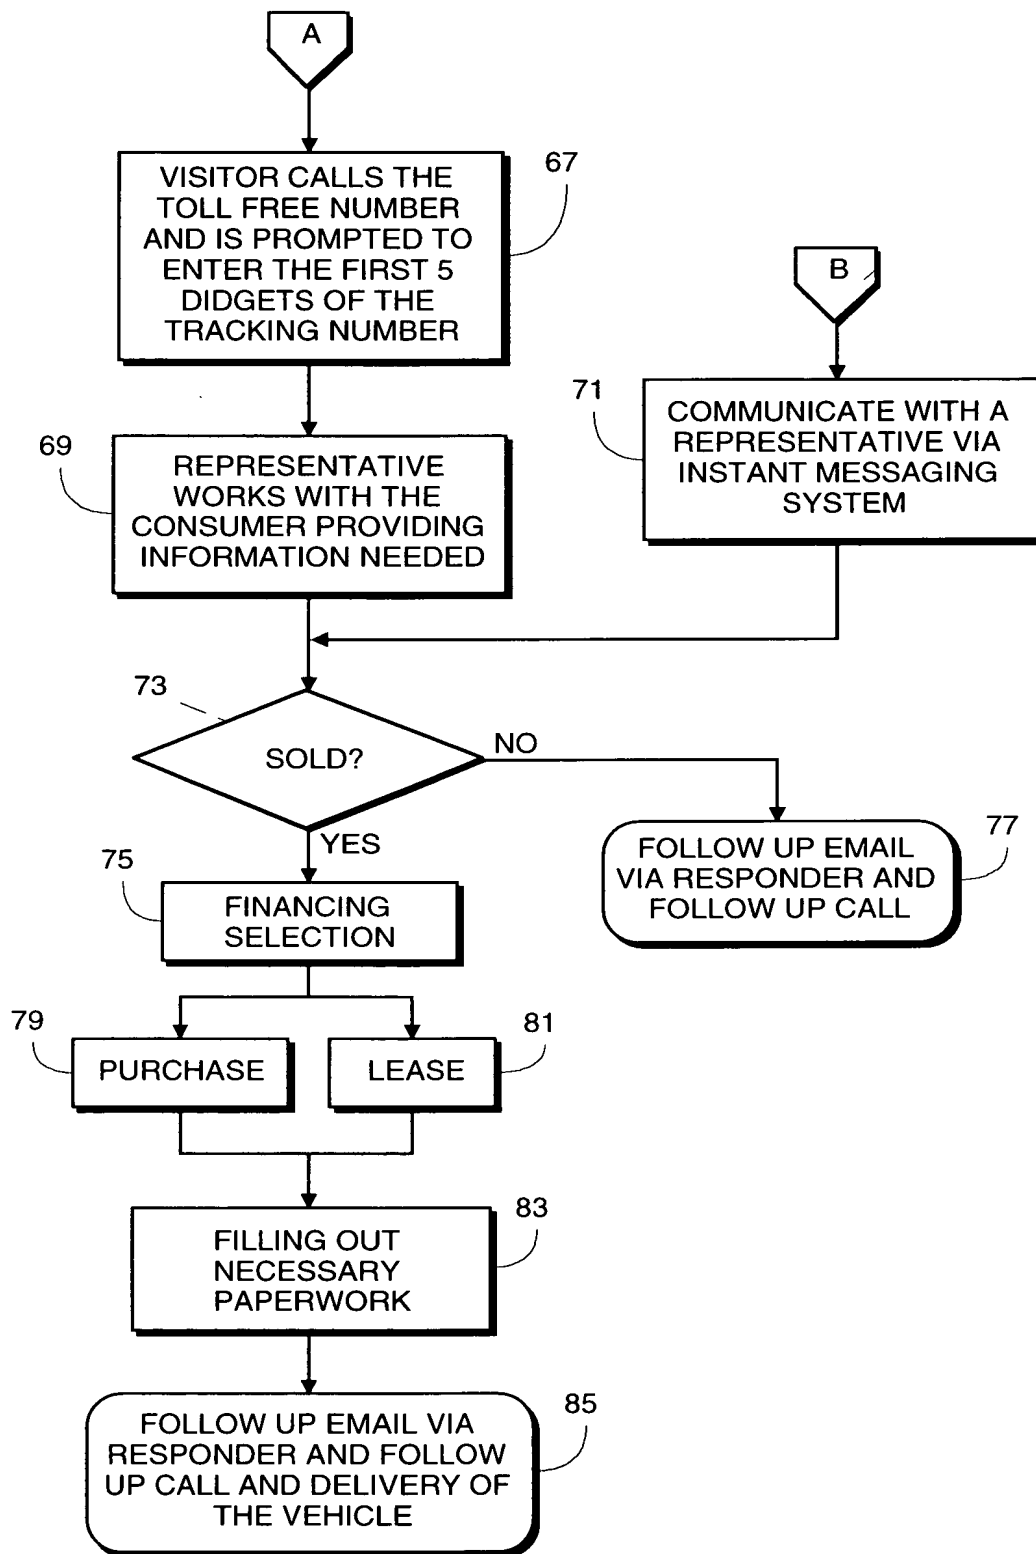 A
VISITOR CALLS THE
TOLL FREE NUMBER
AND IS PROMPTED TO
ENTER THE FIRST 5
DIDGETS OF THE
TRACKING NUMBER
67
B
69
REPRESENTATIVE
WORKS WITH THE
CONSUMER PROVIDING
INFORMATION NEEDED
71
COMMUNICATE WITH A
REPRESENTATIVE VIA
INSTANT MESSAGING
SYSTEM
73
SOLD?
NO
YES
77
FOLLOW UP EMAIL
VIA RESPONDER AND
FOLLOW UP CALL
75
FINANCING
SELECTION
79
PURCHASE
81
LEASE
83
FILLING OUT
NECESSARY
PAPERWORK
85
FOLLOW UP EMAIL VIA
RESPONDER AND FOLLOW
UP CALL AND DELIVERY OF
THE VEHICLE